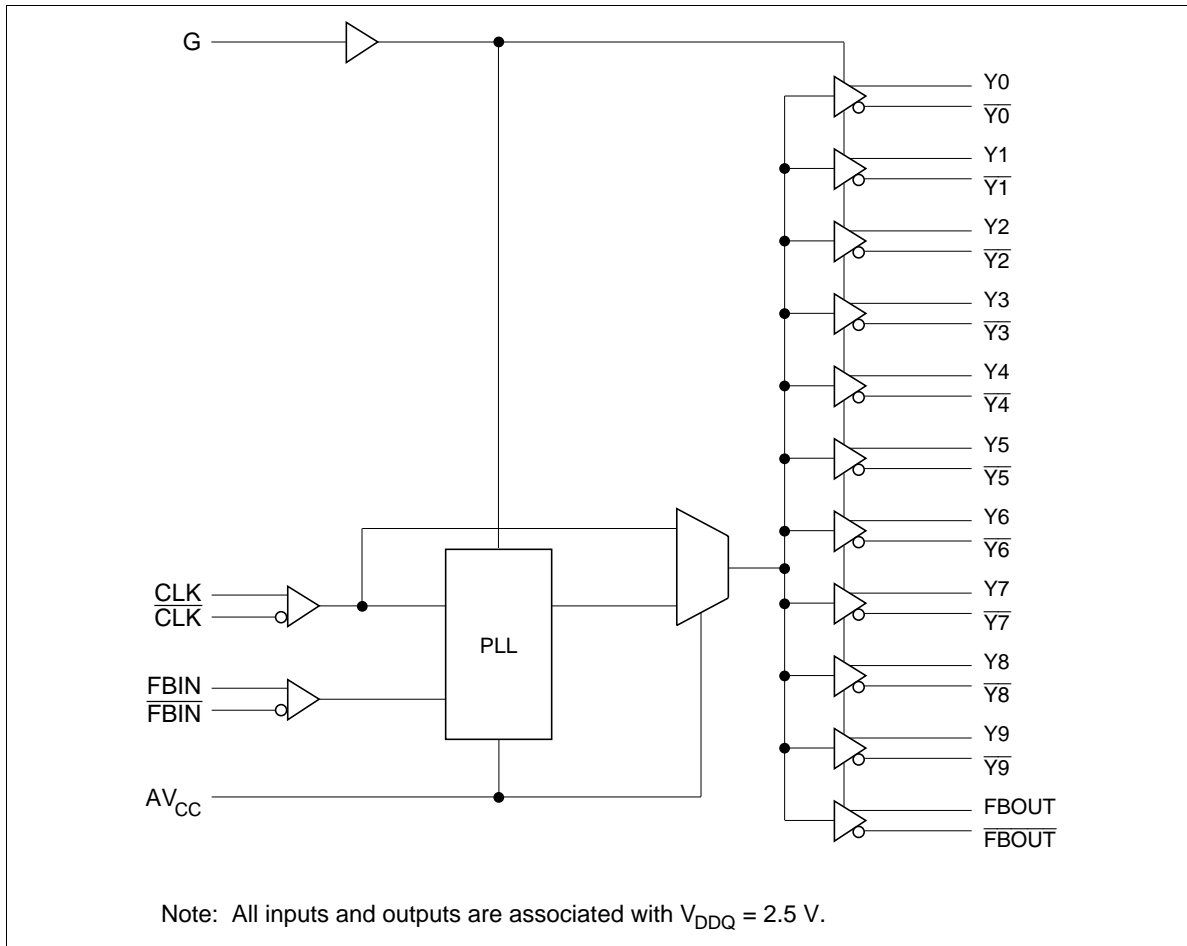 G
Y0
Y0
Y1
Y1
Y2
Y2
Y3
Y3
Y4
Y4
Y5
Y5
Y6
Y6
CLK
CLK
Y7
Y7
PLL
Y8
Y8
FBIN
FBIN
Y9
Y9
AVCC
FBOUT
FBOUT
Note: All inputs and outputs are associated with VDDQ = 2.5 V.